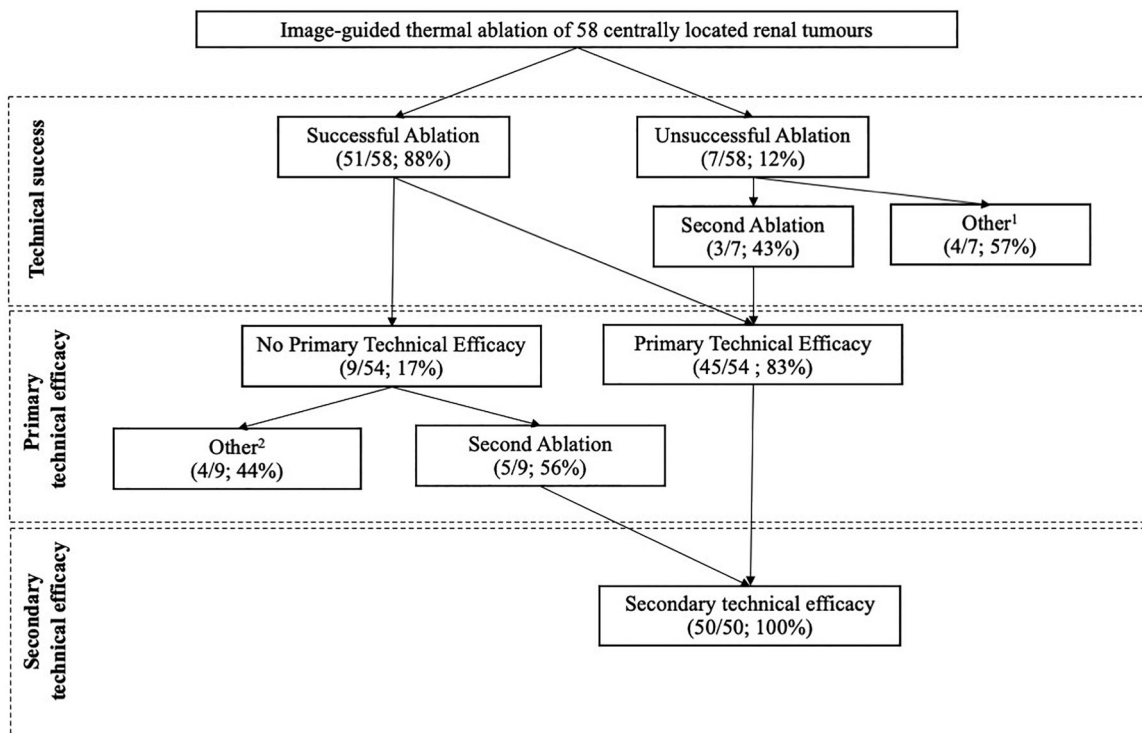 Image-guided thermal ablation of 58 centrally located renal tumours
Technical success
Successful Ablation
(51/58; 88%)
Unsuccessful Ablation
(7/58; 12%)
Second Ablation
(3/7; 43%)
Other¹
(4/7; 57%)
Primary
technical efficacy
No Primary Technical Efficacy
(9/54; 17%)
Primary Technical Efficacy
(45/54 ; 83%)
Other²
(4/9; 44%)
Second Ablation
(5/9; 56%)
Secondary
technical efficacy
Secondary technical efficacy
(50/50; 100%)